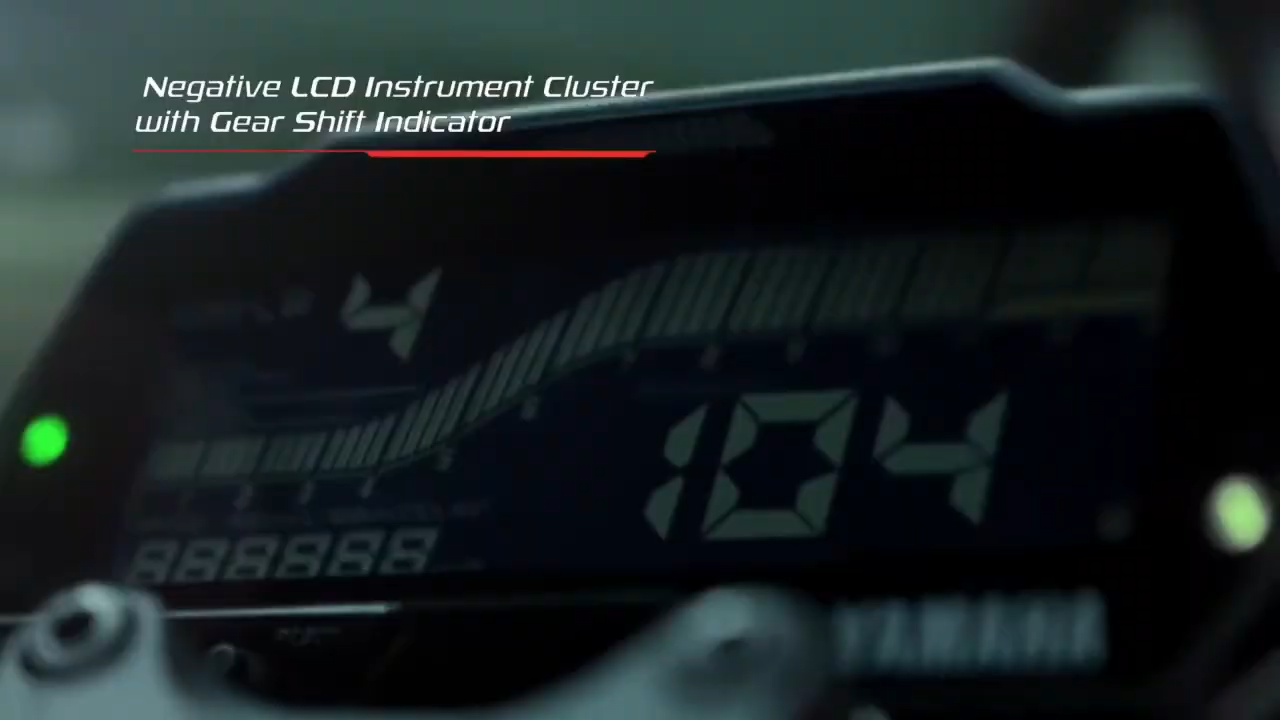 Negative LCD Instrument Cluster
with Gear Shift Indicator
4
104
888888
YAMAHA